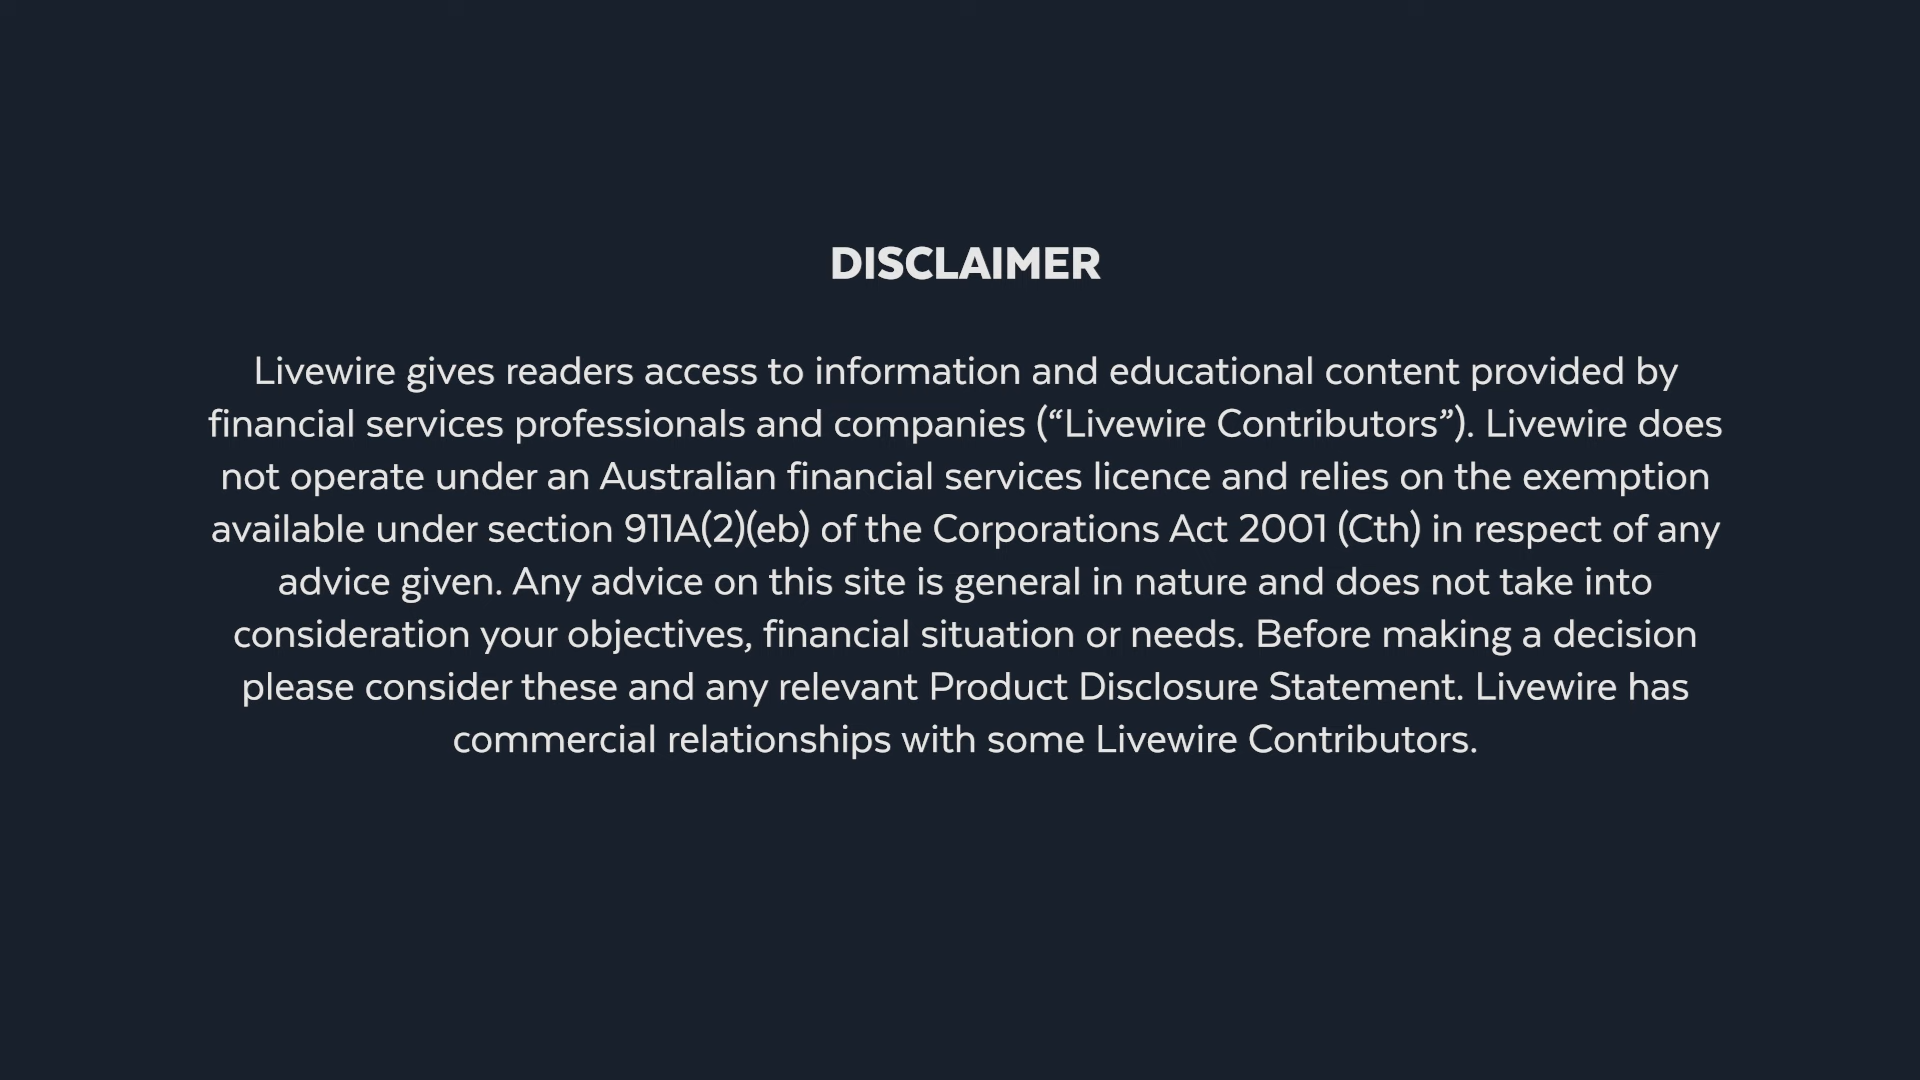 DISCLAIMER
Livewire gives readers access to information and educational content provided by
financial services professionals and companies (“Livewire Contributors”). Livewire does
not operate under an Australian financial services licence and relies on the exemption
available under section 911A(2)(eb) of the Corporations Act 2001 (Cth) in respect of any
advice given. Any advice on this site is general in nature and does not take into
consideration your objectives, financial situation or needs. Before making a decision
please consider these and any relevant Product Disclosure Statement. Livewire has
commercial relationships with some Livewire Contributors.